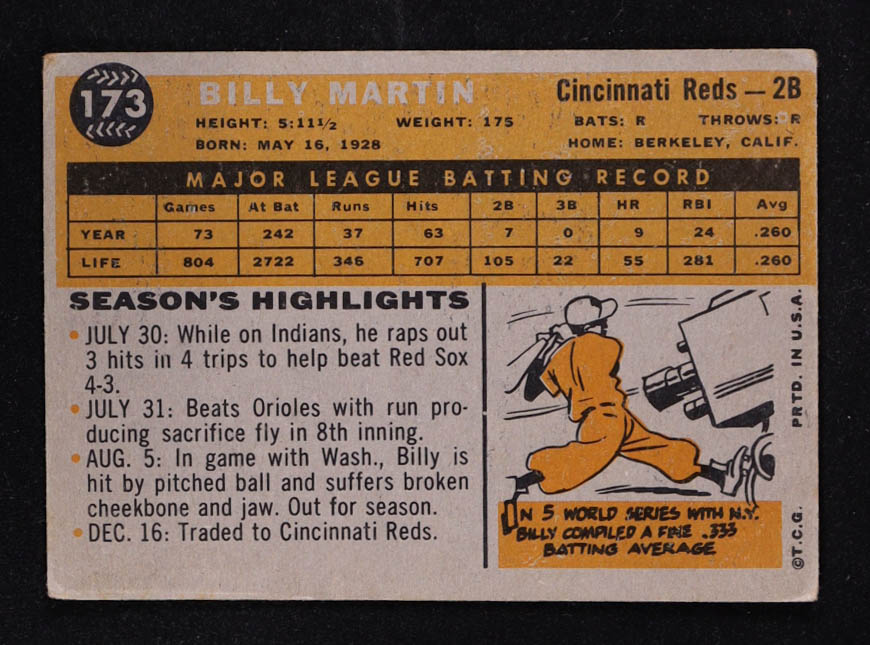 173
BILLY MARTIN
Cincinnati Reds — 2B
HEIGHT: 5:11½ WEIGHT: 175 BATS: R THROWS: R
BORN: MAY 16, 1928 HOME: BERKELEY, CALIF.
MAJOR LEAGUE BATTING RECORD
Games At Bat Runs Hits 2B 3B HR RBI Avg
YEAR 73 242 37 63 7 0 9 24 .260
LIFE 804 2722 346 707 105 22 55 281 .260
SEASON'S HIGHLIGHTS
• JULY 30: While on Indians, he raps out
3 hits in 4 trips to help beat Red Sox
4-3.
• JULY 31: Beats Orioles with run pro-
ducing sacrifice fly in 8th inning.
• AUG. 5: In game with Wash., Billy is
hit by pitched ball and suffers broken
cheekbone and jaw. Out for season.
• DEC. 16: Traded to Cincinnati Reds.
IN 5 WORLD SERIES WITH N.Y.
BILLY COMPILED A FINE .333
BATTING AVERAGE
©T.C.G. PRTD. IN U.S.A.